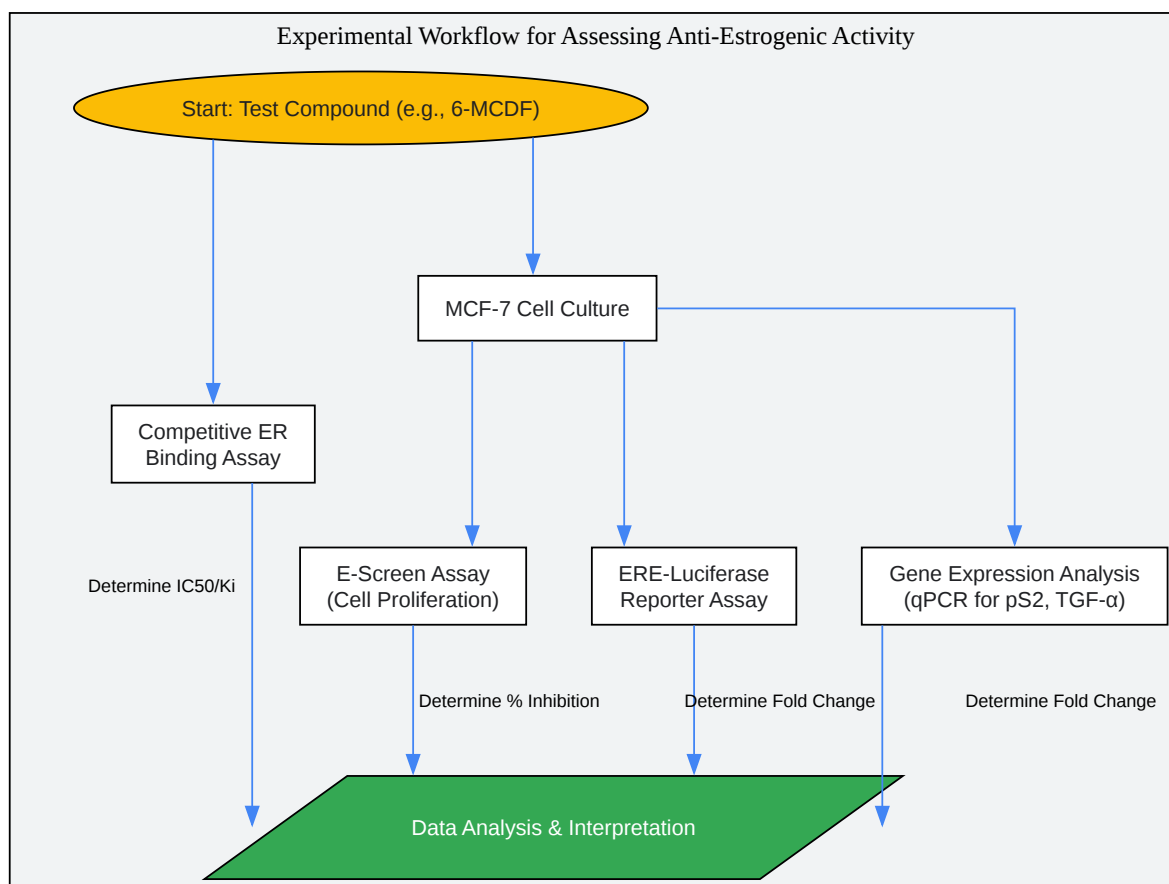 Experimental Workflow for Assessing Anti-Estrogenic Activity
Start: Test Compound (e.g., 6-MCDF)
MCF-7 Cell Culture
Competitive ER
Binding Assay
E-Screen Assay
(Cell Proliferation)
ERE-Luciferase
Reporter Assay
Gene Expression Analysis
(qPCR for pS2, TGF-α)
Determine IC50/Ki
Determine % Inhibition
Determine Fold Change
Determine Fold Change
Data Analysis & Interpretation